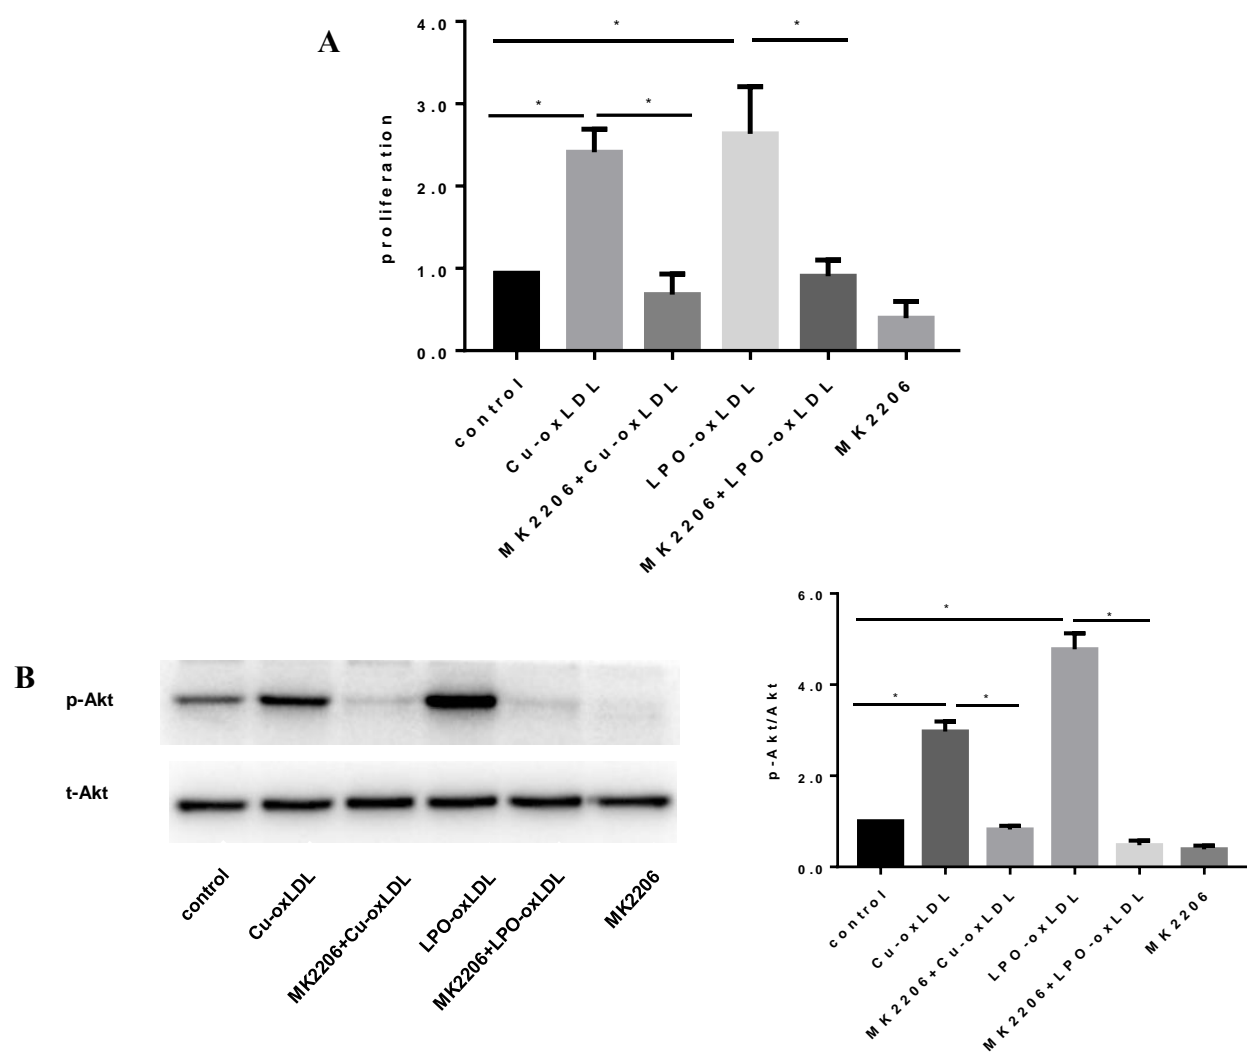 A
4.0
3.0
2.0
1.0
0.0
proliferation
*
*
*
*
control
Cu-oxLDL
MK2206+Cu-oxLDL
LPO-oxLDL
MK2206+LPO-oxLDL
MK2206
B
p-Akt
t-Akt
control
Cu-oxLDL
MK2206+Cu-oxLDL
LPO-oxLDL
MK2206+LPO-oxLDL
MK2206
6.0
4.0
2.0
0.0
p-Akt/Akt
*
*
*
*
control
Cu-oxLDL
MK2206+Cu-oxLDL
LPO-oxLDL
MK2206+LPO-oxLDL
MK2206